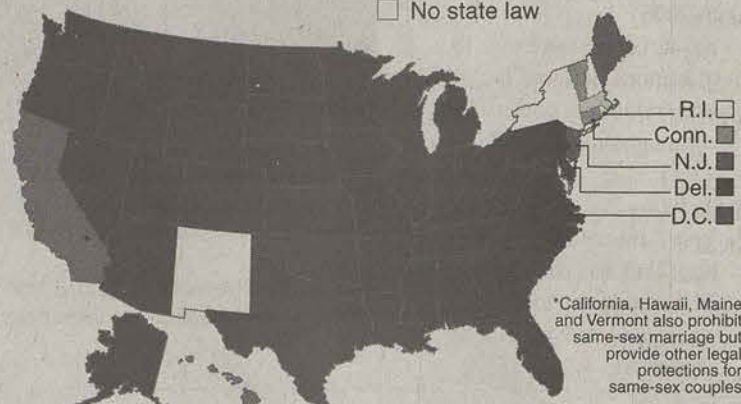 No state law
R.I.
Conn.
N.J.
Del.
D.C.
*California, Hawaii, Maine
and Vermont also prohibit
same-sex marriage but
provide other legal
protections for
same-sex couples